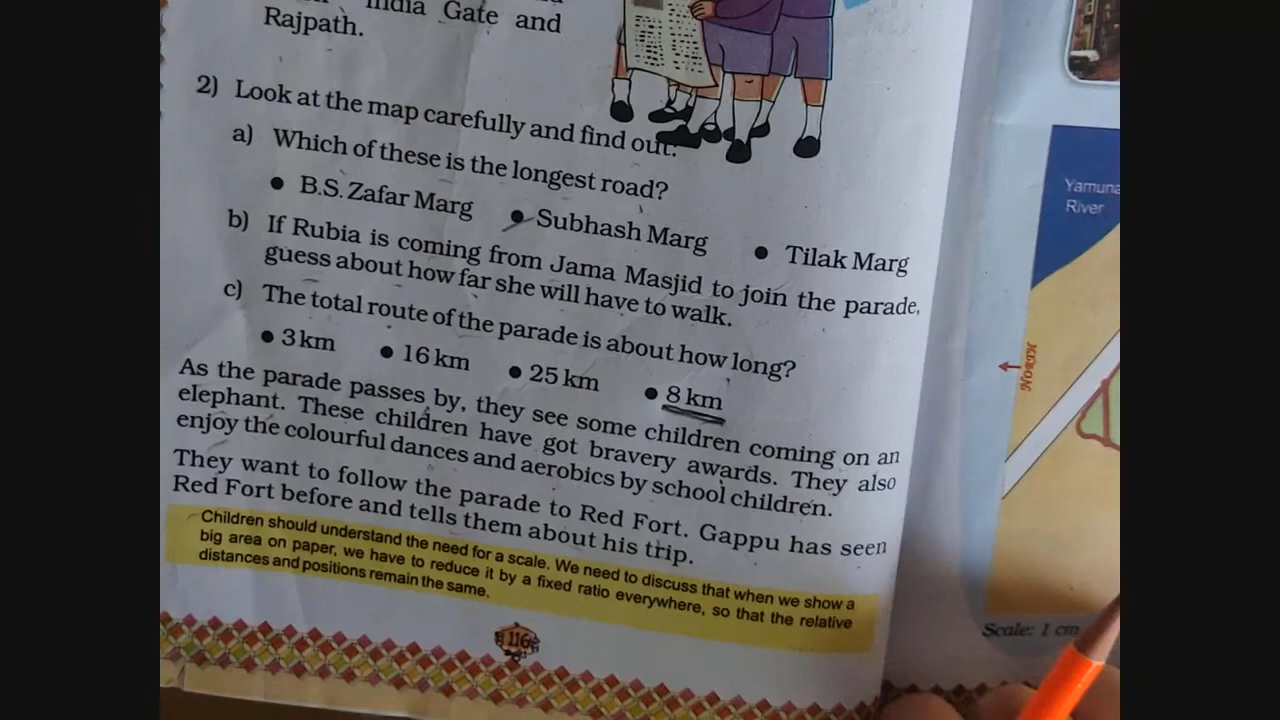 India Gate and
Rajpath.
2) Look at the map carefully and find out.
a) Which of these is the longest road?
● B.S. Zafar Marg ● Subhash Marg ● Tilak Marg
b) If Rubia is coming from Jama Masjid to join the parade,
guess about how far she will have to walk.
c) The total route of the parade is about how long?
● 3 km ● 16 km ● 25 km ● 8 km
As the parade passes by, they see some children coming on an
elephant. These children have got bravery awards. They also
enjoy the colourful dances and aerobics by school children.
They want to follow the parade to Red Fort. Gappu has seen
Red Fort before and tells them about his trip.
Children should understand the need for a scale. We need to discuss that when we show a
big area on paper, we have to reduce it by a fixed ratio everywhere, so that the relative
distances and positions remain the same.
116
Yamuna
River
NORTH
Scale: 1 cm